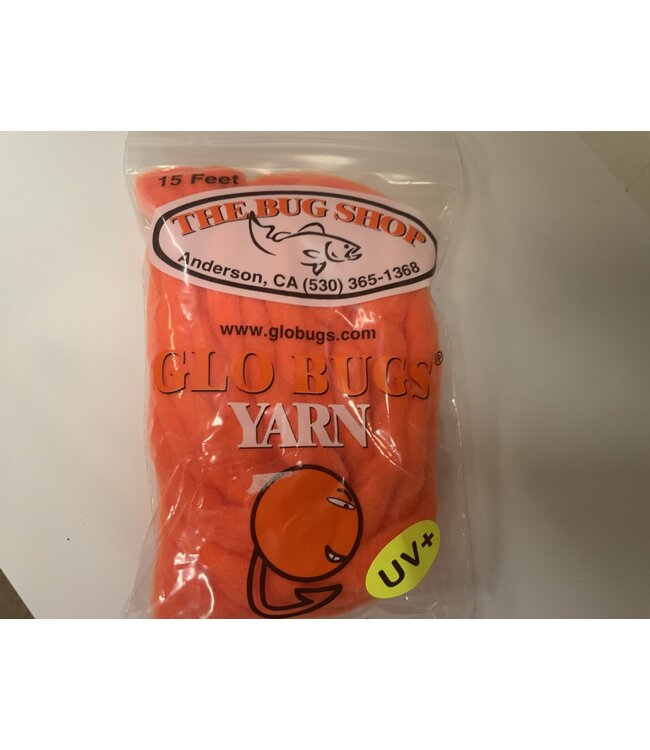 15 Feet
THE BUG SHOP
Anderson, CA (530) 365-1368
www.globugs.com
GLO BUGS®
YARN
UV+